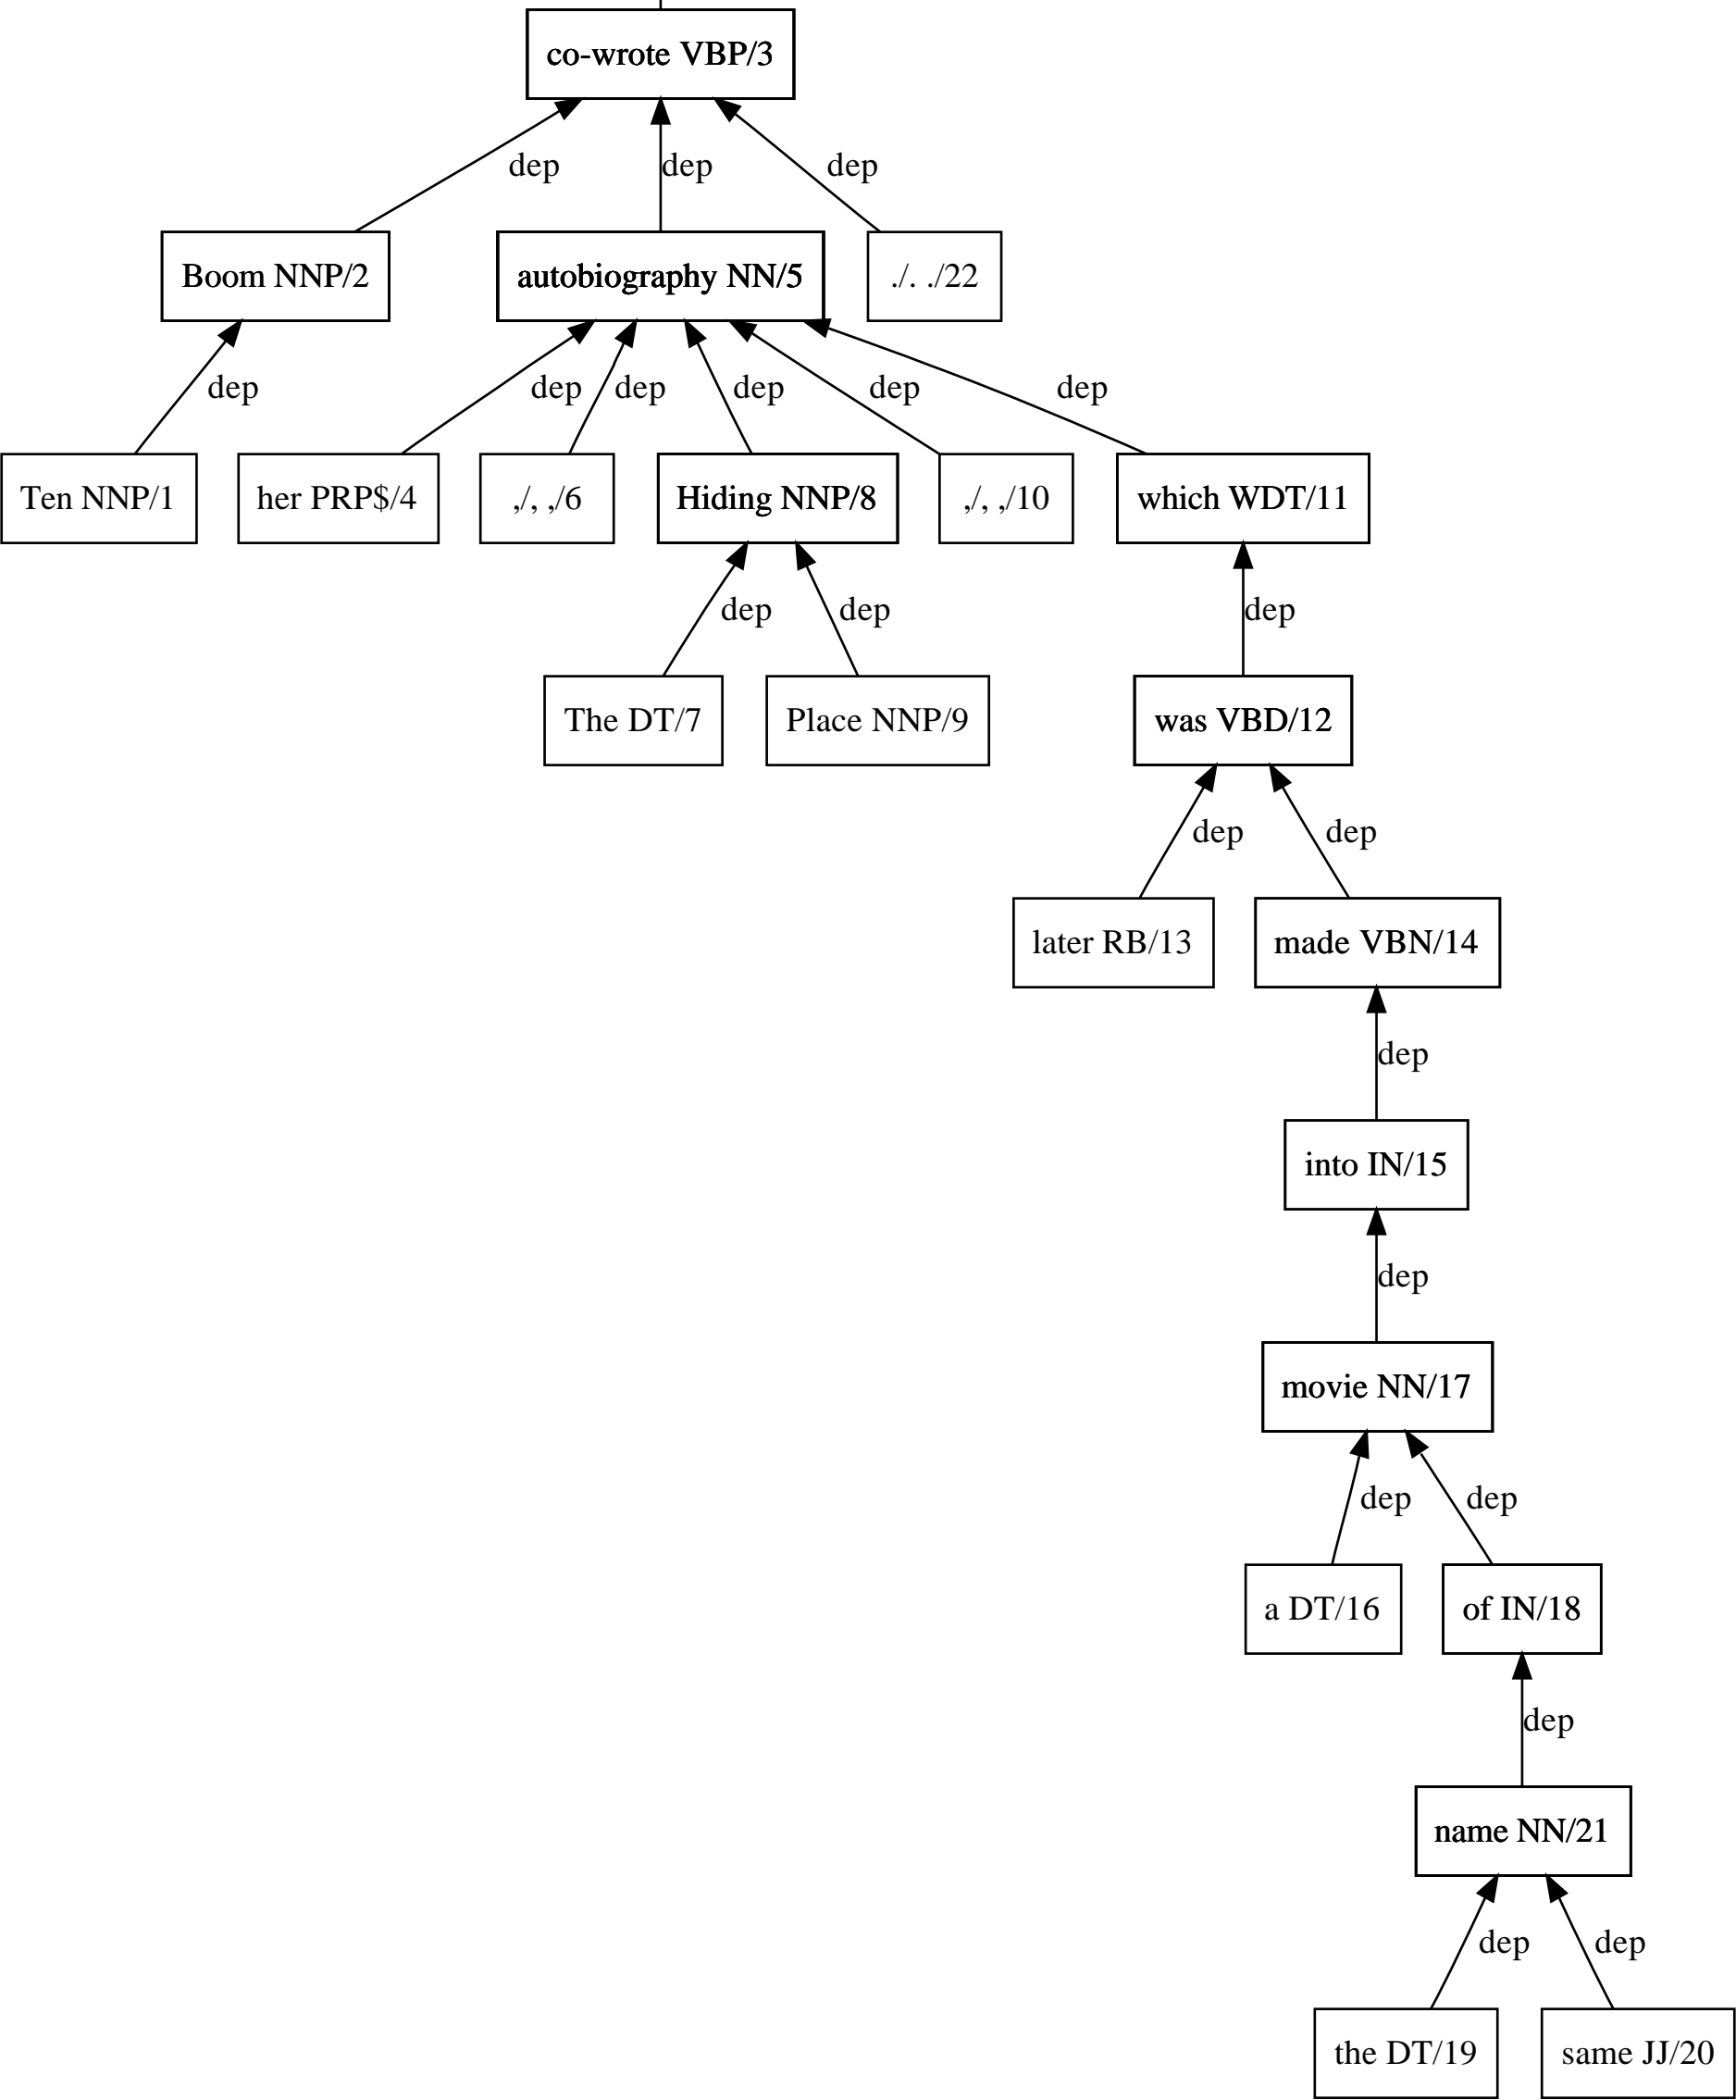 co-wrote VBP/3
dep dep dep
Boom NNP/2 autobiography NN/5 ./. ./22
dep dep dep dep dep dep
Ten NNP/1 her PRP$/4 ,/, ,/6 Hiding NNP/8 ,/, ,/10 which WDT/11
dep dep dep
The DT/7 Place NNP/9 was VBD/12
dep dep
later RB/13 made VBN/14
dep
into IN/15
dep
movie NN/17
dep dep
a DT/16 of IN/18
dep
name NN/21
dep dep
the DT/19 same JJ/20